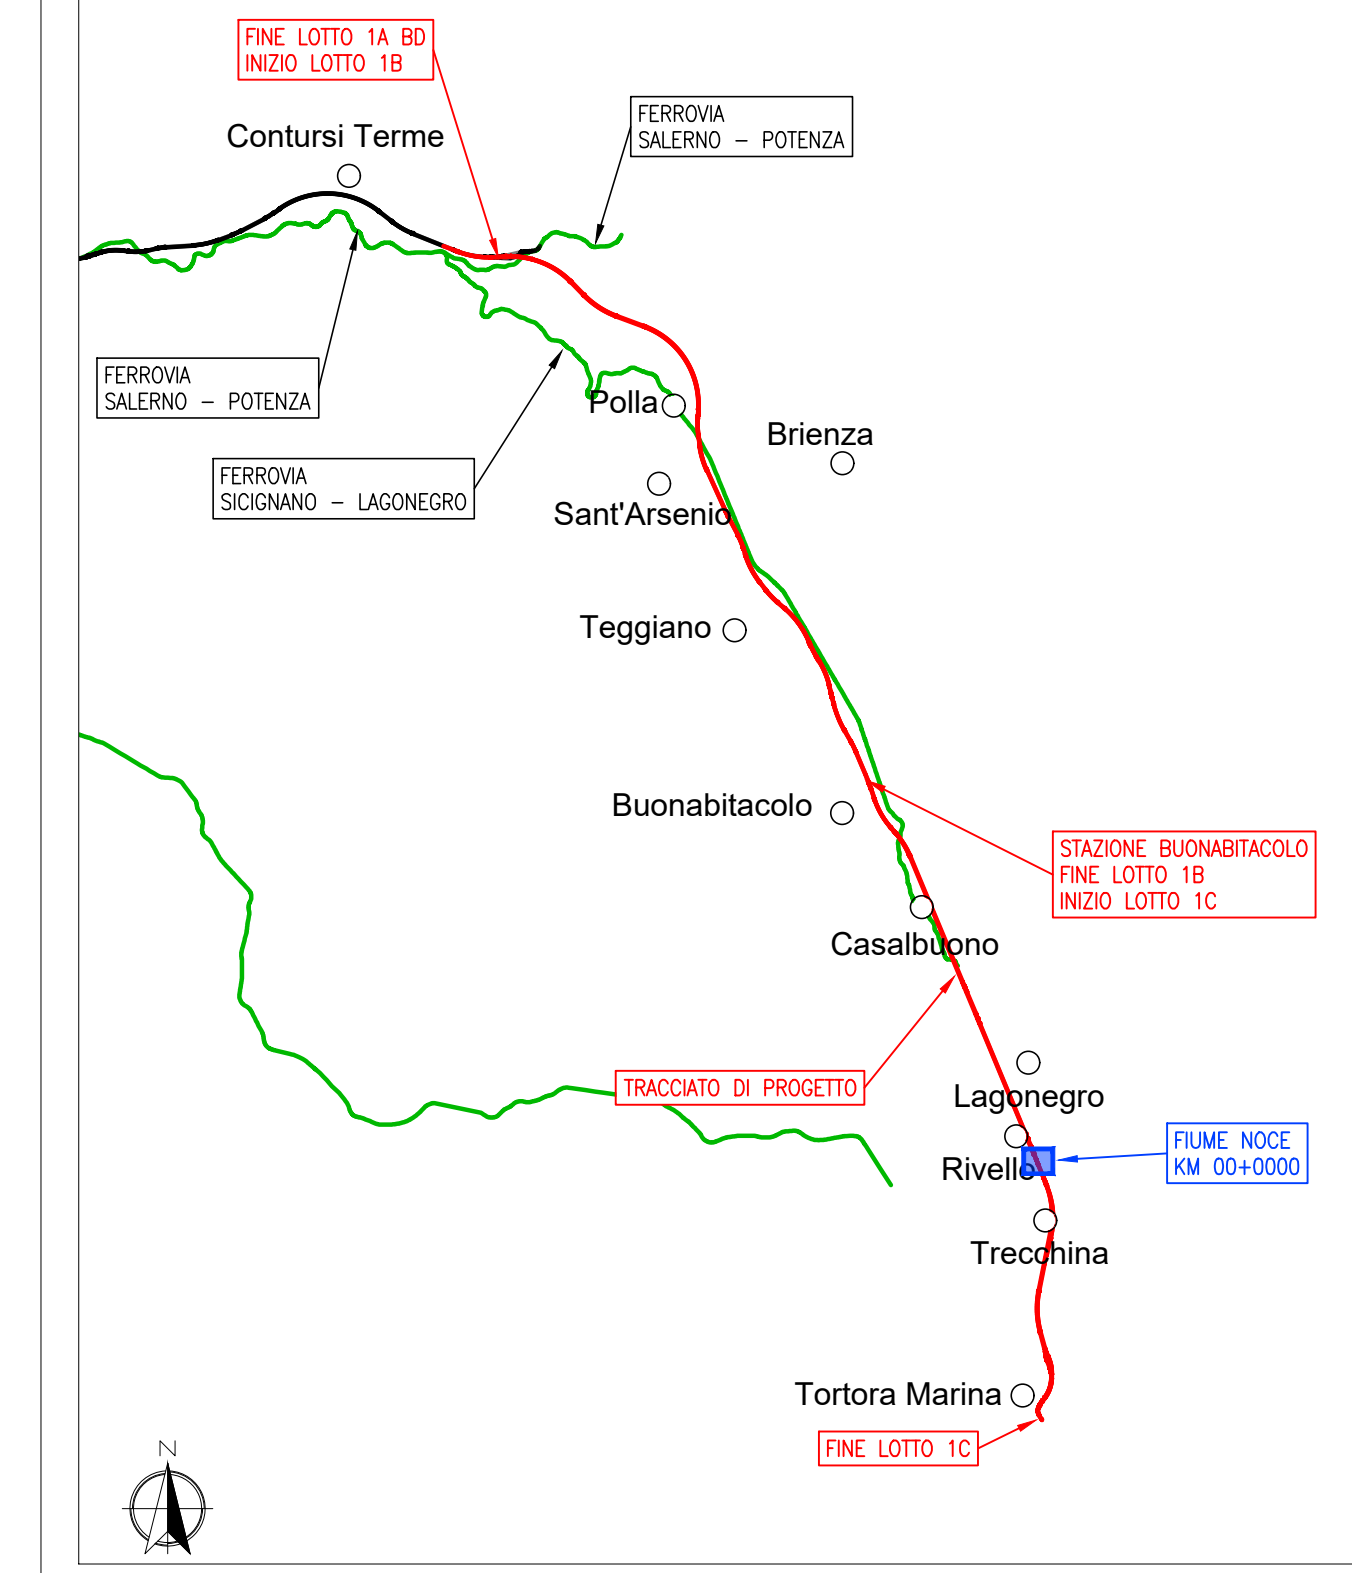 FINE LOTTO 1A BD
INIZIO LOTTO 1B
FERROVIA
SALERNO – POTENZA
Contursi Terme
FERROVIA
SALERNO – POTENZA
Polla
Brienza
FERROVIA
SICIGNANO – LAGONEGRO
Sant'Arsenio
Teggiano
Buonabitacolo
STAZIONE BUONABITACOLO
FINE LOTTO 1B
INIZIO LOTTO 1C
Casalbuono
TRACCIATO DI PROGETTO
Lagonegro
FIUME NOCE
KM 00+0000
Rivello
Trecchina
Tortora Marina
FINE LOTTO 1C
N